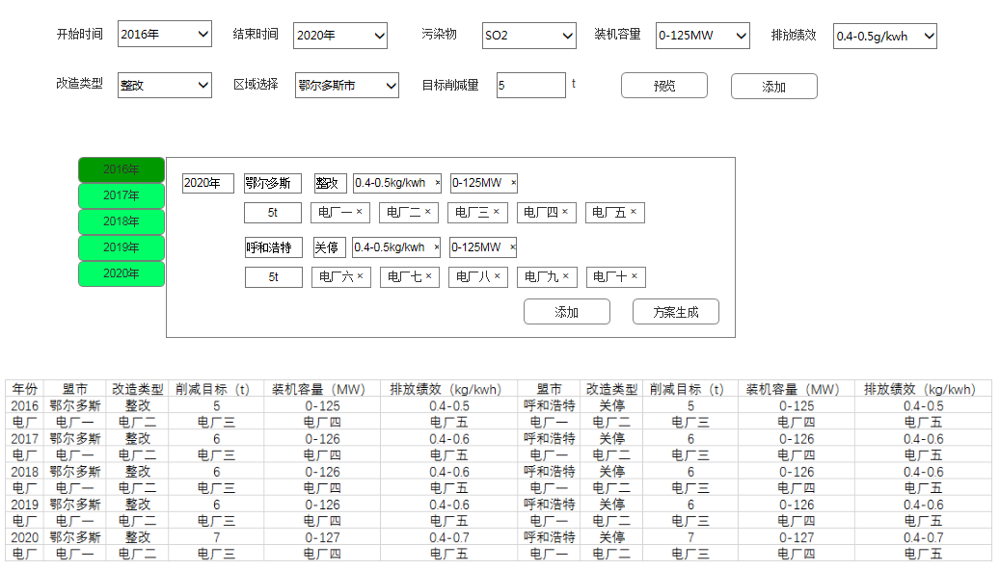 开始时间 2016年 结束时间 2020年 污染物 SO2 装机容量 0-125MW 排放绩效 0.4-0.5g/kwh
改造类型 整改 区域选择 鄂尔多斯市 目标削减量 5 t 预览 添加
2016年
2017年
2018年
2019年
2020年
2020年 鄂尔多斯 整改 0.4-0.5kg/kwh × 0-125MW ×
5t 电厂一 × 电厂二 × 电厂三 × 电厂四 × 电厂五 ×
呼和浩特 关停 0.4-0.5kg/kwh × 0-125MW ×
5t 电厂六 × 电厂七 × 电厂八 × 电厂九 × 电厂十 ×
添加 方案生成
年份 盟市 改造类型 削减目标（t） 装机容量（MW） 排放绩效（kg/kwh） 盟市 改造类型 削减目标（t） 装机容量（MW） 排放绩效（kg/kwh）
2016 鄂尔多斯 整改 5 0-125 0.4-0.5 呼和浩特 关停 5 0-125 0.4-0.5
电厂 电厂一 电厂二 电厂三 电厂四 电厂五 电厂一 电厂二 电厂三 电厂四 电厂五
2017 鄂尔多斯 整改 6 0-126 0.4-0.6 呼和浩特 关停 6 0-126 0.4-0.6
电厂 电厂一 电厂二 电厂三 电厂四 电厂五 电厂一 电厂二 电厂三 电厂四 电厂五
2018 鄂尔多斯 整改 6 0-126 0.4-0.6 呼和浩特 关停 6 0-126 0.4-0.6
电厂 电厂一 电厂二 电厂三 电厂四 电厂五 电厂一 电厂二 电厂三 电厂四 电厂五
2019 鄂尔多斯 整改 6 0-126 0.4-0.6 呼和浩特 关停 6 0-126 0.4-0.6
电厂 电厂一 电厂二 电厂三 电厂四 电厂五 电厂一 电厂二 电厂三 电厂四 电厂五
2020 鄂尔多斯 整改 7 0-127 0.4-0.7 呼和浩特 关停 7 0-127 0.4-0.7
电厂 电厂一 电厂二 电厂三 电厂四 电厂五 电厂一 电厂二 电厂三 电厂四 电厂五